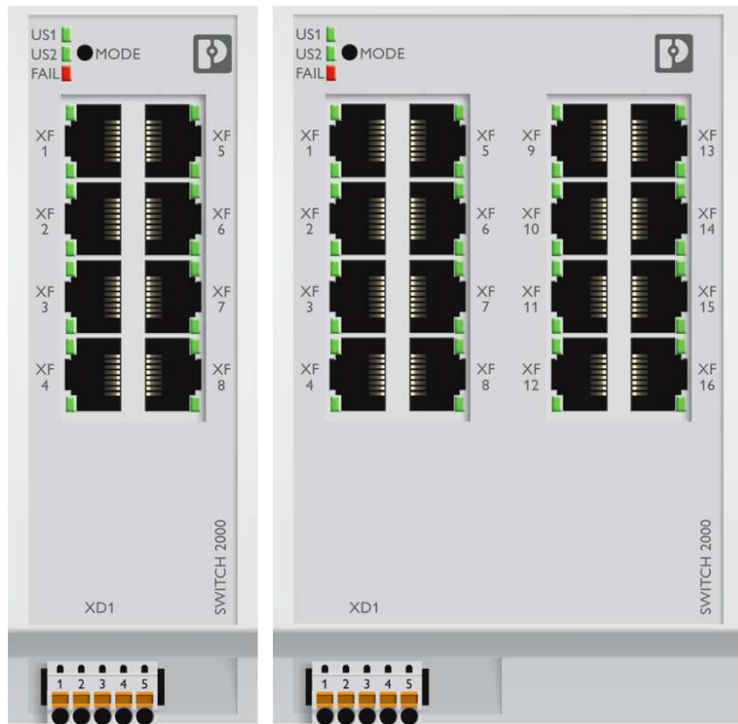 US1
US2 MODE
FAIL
XF 1
XF 5
XF 2
XF 6
XF 3
XF 7
XF 4
XF 8
SWITCH 2000
XD1
1 2 3 4 5
US1
US2 MODE
FAIL
XF 1
XF 5
XF 9
XF 13
XF 2
XF 6
XF 10
XF 14
XF 3
XF 7
XF 11
XF 15
XF 4
XF 8
XF 12
XF 16
SWITCH 2000
XD1
1 2 3 4 5